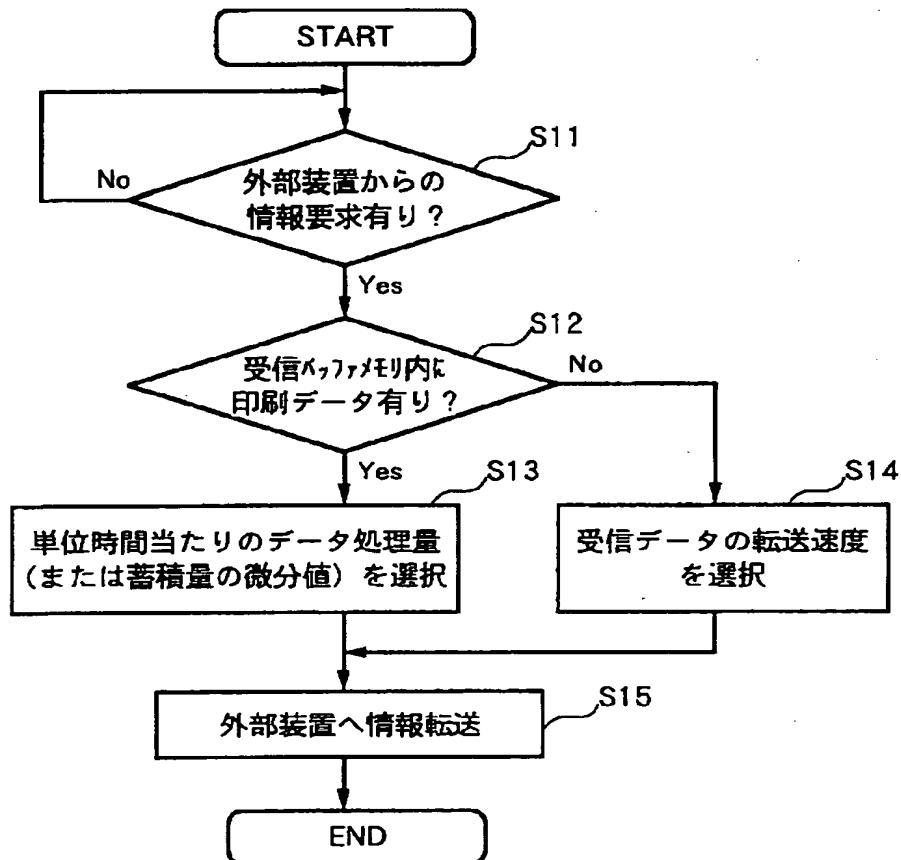 START
S11
No
外部装置からの
情報要求有り?
Yes
S12
No
受信ﾊﾞｯﾌｧﾒﾓﾘ内に
印刷データ有り?
Yes
S13
S14
単位時間当たりのデータ処理量
(または蓄積量の微分値)を選択
受信データの転送速度
を選択
S15
外部装置へ情報転送
END